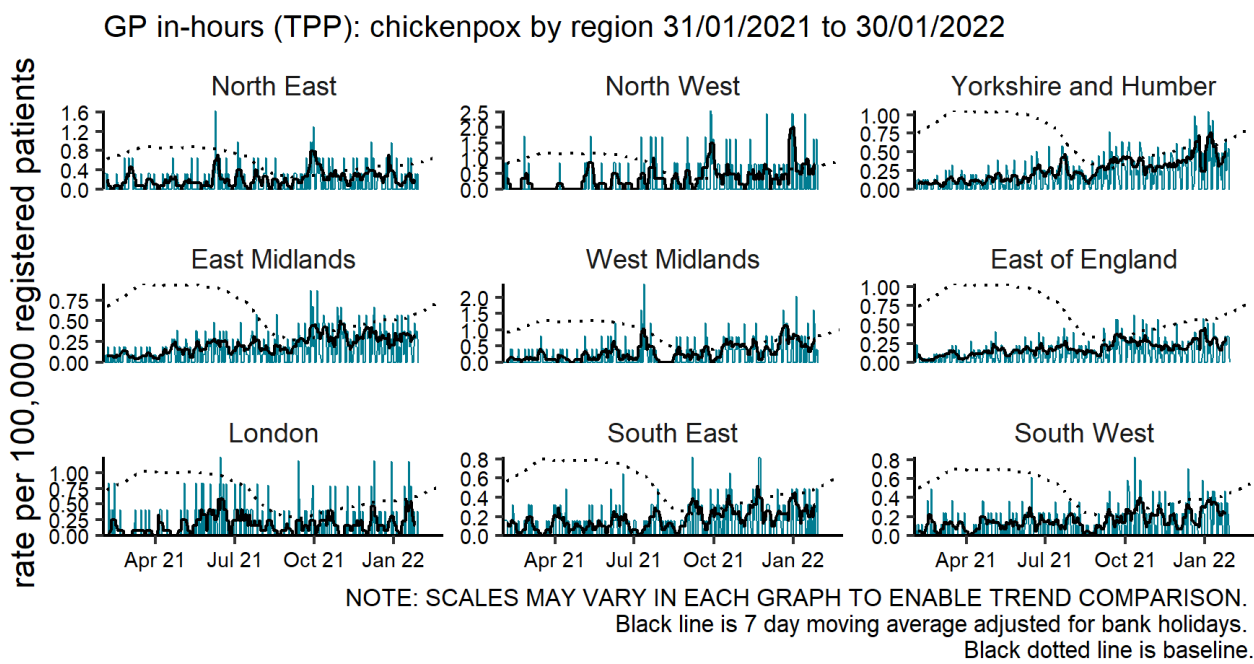 GP in-hours (TPP): chickenpox by region 31/01/2021 to 30/01/2022
rate per 100,000 registered patients
North East
North West
Yorkshire and Humber
1.6
1.2
0.8
0.4
0.0
2.5
2.0
1.5
1.0
0.5
0.0
1.00
0.75
0.50
0.25
0.00
East Midlands
West Midlands
East of England
0.75
0.50
0.25
0.00
2.0
1.5
1.0
0.5
0.0
1.00
0.75
0.50
0.25
0.00
London
South East
South West
1.00
0.75
0.50
0.25
0.00
0.8
0.6
0.4
0.2
0.0
0.8
0.6
0.4
0.2
0.0
Apr 21 Jul 21 Oct 21 Jan 22
Apr 21 Jul 21 Oct 21 Jan 22
Apr 21 Jul 21 Oct 21 Jan 22
NOTE: SCALES MAY VARY IN EACH GRAPH TO ENABLE TREND COMPARISON.
Black line is 7 day moving average adjusted for bank holidays.
Black dotted line is baseline.